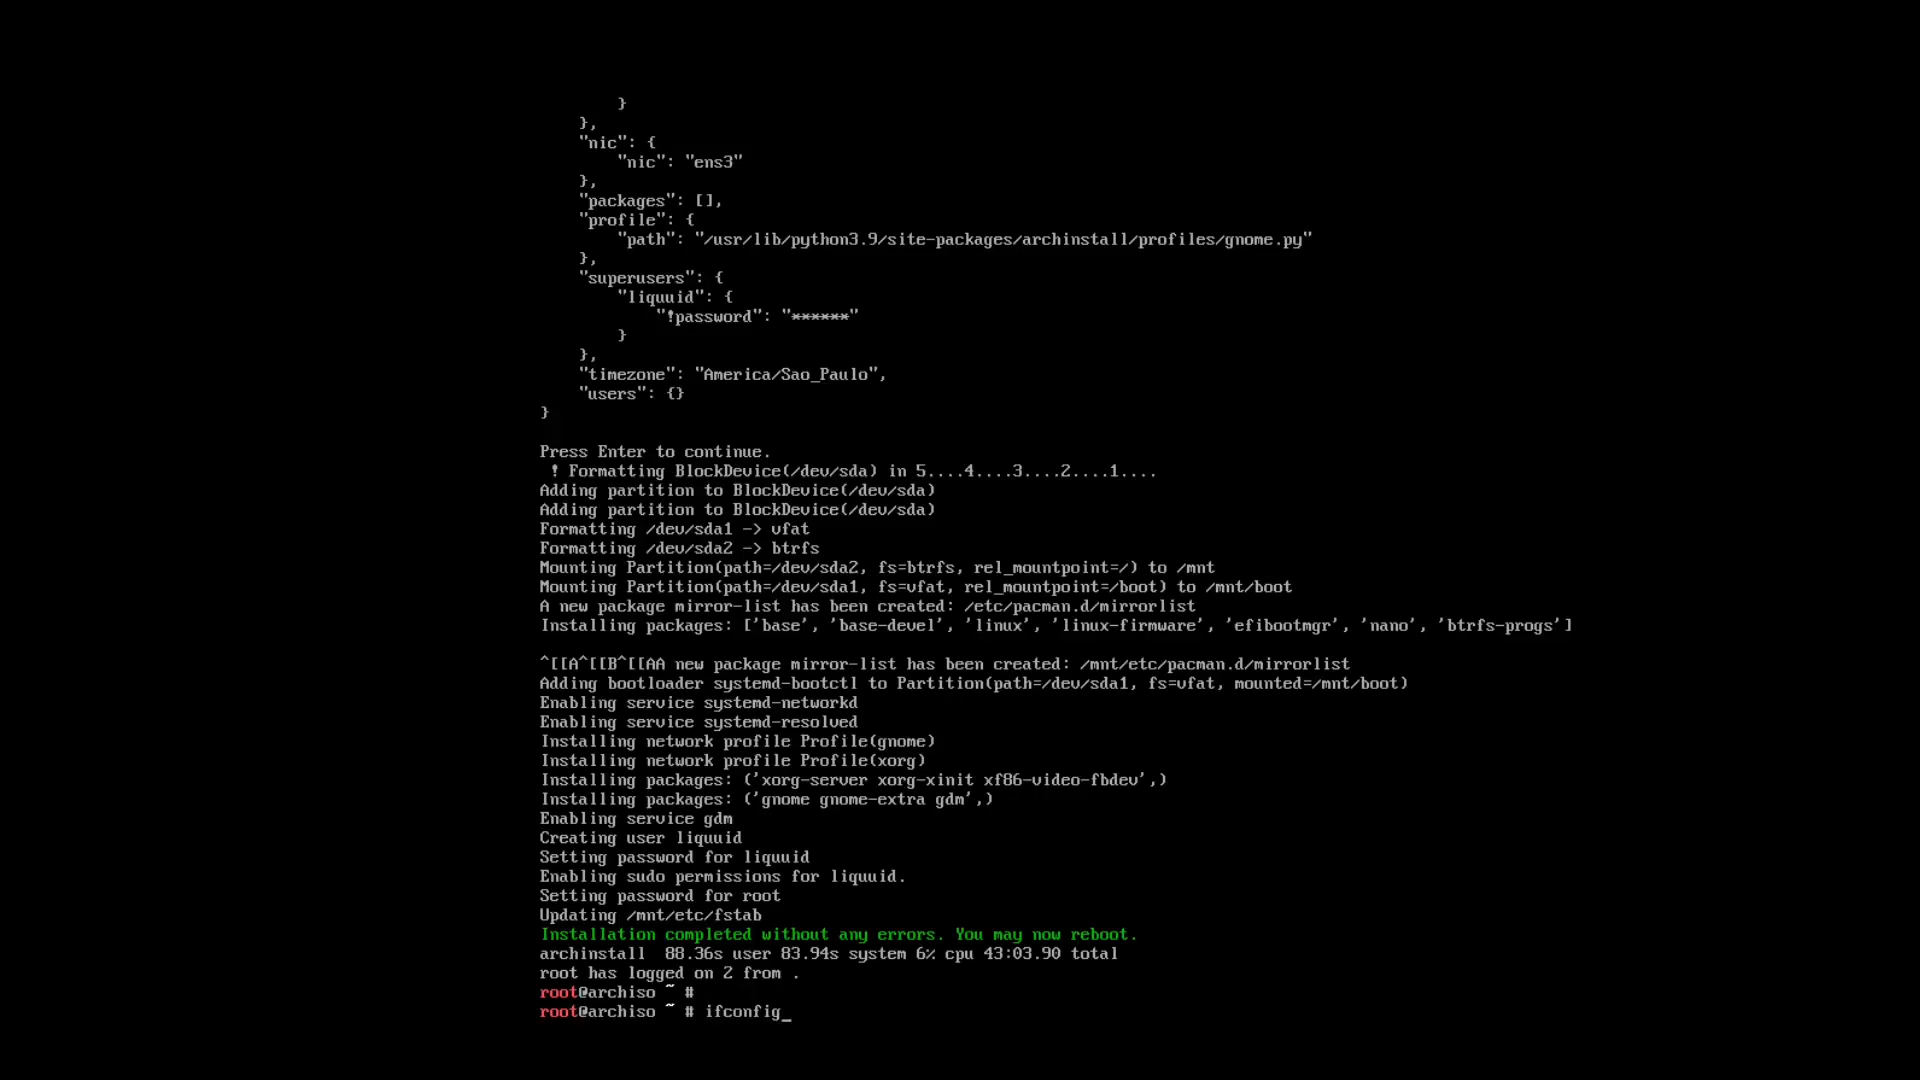 }
    },
    "nic": {
        "nic": "ens3"
    },
    "packages": [],
    "profile": {
        "path": "/usr/lib/python3.9/site-packages/archinstall/profiles/gnome.py"
    },
    "superusers": {
        "liquuid": {
            "!password": "******"
        }
    },
    "timezone": "America/Sao_Paulo",
    "users": {}
}
Press Enter to continue.
 ! Formatting BlockDevice(/dev/sda) in 5....4....3....2....1....
Adding partition to BlockDevice(/dev/sda)
Adding partition to BlockDevice(/dev/sda)
Formatting /dev/sda1 -> vfat
Formatting /dev/sda2 -> btrfs
Mounting Partition(path=/dev/sda2, fs=btrfs, rel_mountpoint=/) to /mnt
Mounting Partition(path=/dev/sda1, fs=vfat, rel_mountpoint=/boot) to /mnt/boot
A new package mirror-list has been created: /etc/pacman.d/mirrorlist
Installing packages: ['base', 'base-devel', 'linux', 'linux-firmware', 'efibootmgr', 'nano', 'btrfs-progs']
^[[A^[[B^[[AA new package mirror-list has been created: /mnt/etc/pacman.d/mirrorlist
Adding bootloader systemd-bootctl to Partition(path=/dev/sda1, fs=vfat, mounted=/mnt/boot)
Enabling service systemd-networkd
Enabling service systemd-resolved
Installing network profile Profile(gnome)
Installing network profile Profile(xorg)
Installing packages: ('xorg-server xorg-xinit xf86-video-fbdev',)
Installing packages: ('gnome gnome-extra gdm',)
Enabling service gdm
Creating user liquuid
Setting password for liquuid
Enabling sudo permissions for liquuid.
Setting password for root
Updating /mnt/etc/fstab
Installation completed without any errors. You may now reboot.
archinstall  88.36s user 83.94s system 6% cpu 43:03.90 total
root has logged on 2 from .
root@archiso ~ #
root@archiso ~ # ifconfig_